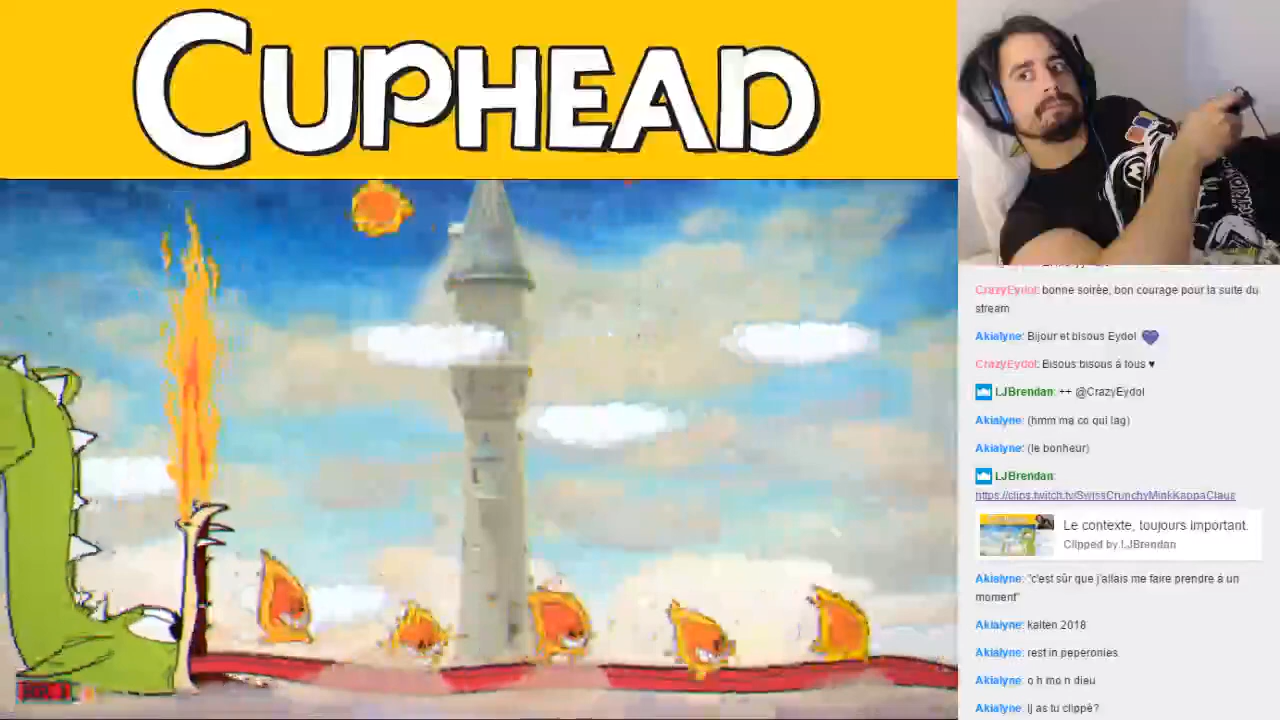 CUPHEAD
CrazyEydol: bonne soirée, bon courage pour la suite du
stream
Akialyne: Bijour et bisous Eydol
CrazyEydol: Bisous bisous à tous ♥
LJBrendan: ++ @CrazyEydol
Akialyne: (hmm ma co qui lag)
Akialyne: (le bonheur)
LJBrendan:
https://clips.twitch.tv/SwissCrunchyMinkKappaClaus
Le contexte, toujours important.
Clipped by LJBrendan
Akialyne: "c'est sûr que j'allais me faire prendre à un
moment"
Akialyne: kalten 2018
Akialyne: rest in peperonies
Akialyne: o h mo n dieu
Akialyne: lj as tu clippé?